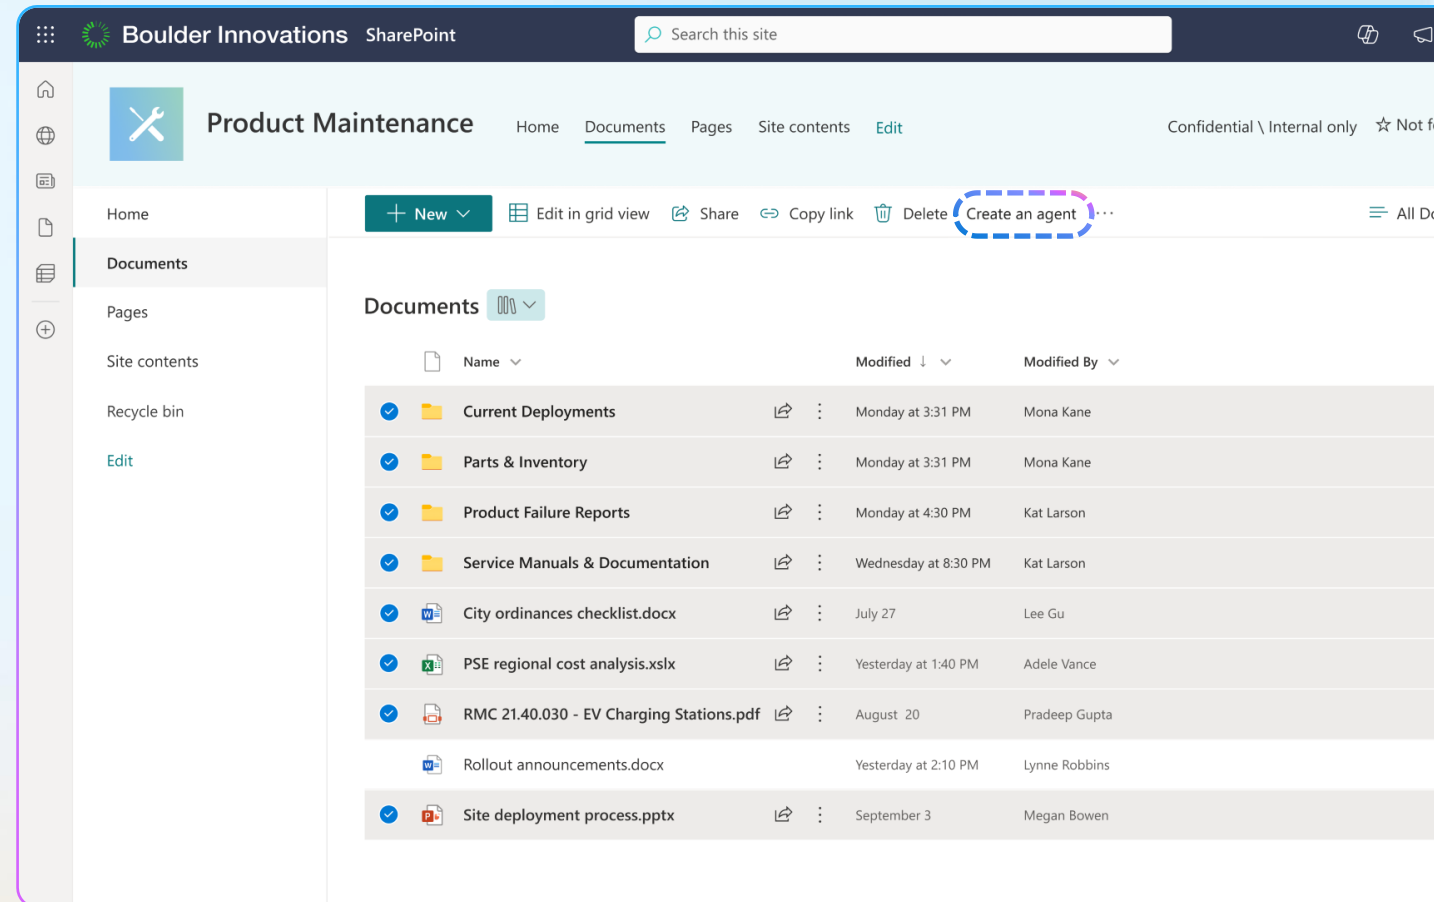 Boulder Innovations SharePoint Search this site
Product Maintenance Home Documents Pages Site contents Edit Confidential \ Internal only Not
Home New Edit in grid view Share Copy link Delete Create an agent ··· All
Documents
Pages
Site contents
Recycle bin
Edit
Documents
Name Modified ↓ Modified By
Current Deployments Monday at 3:31 PM Mona Kane
Parts & Inventory Monday at 3:31 PM Mona Kane
Product Failure Reports Monday at 4:30 PM Kat Larson
Service Manuals & Documentation Wednesday at 8:30 PM Kat Larson
City ordinances checklist.docx July 27 Lee Gu
PSE regional cost analysis.xslx Yesterday at 1:40 PM Adele Vance
RMC 21.40.030 - EV Charging Stations.pdf August 20 Pradeep Gupta
Rollout announcements.docx Yesterday at 2:10 PM Lynne Robbins
Site deployment process.pptx September 3 Megan Bowen